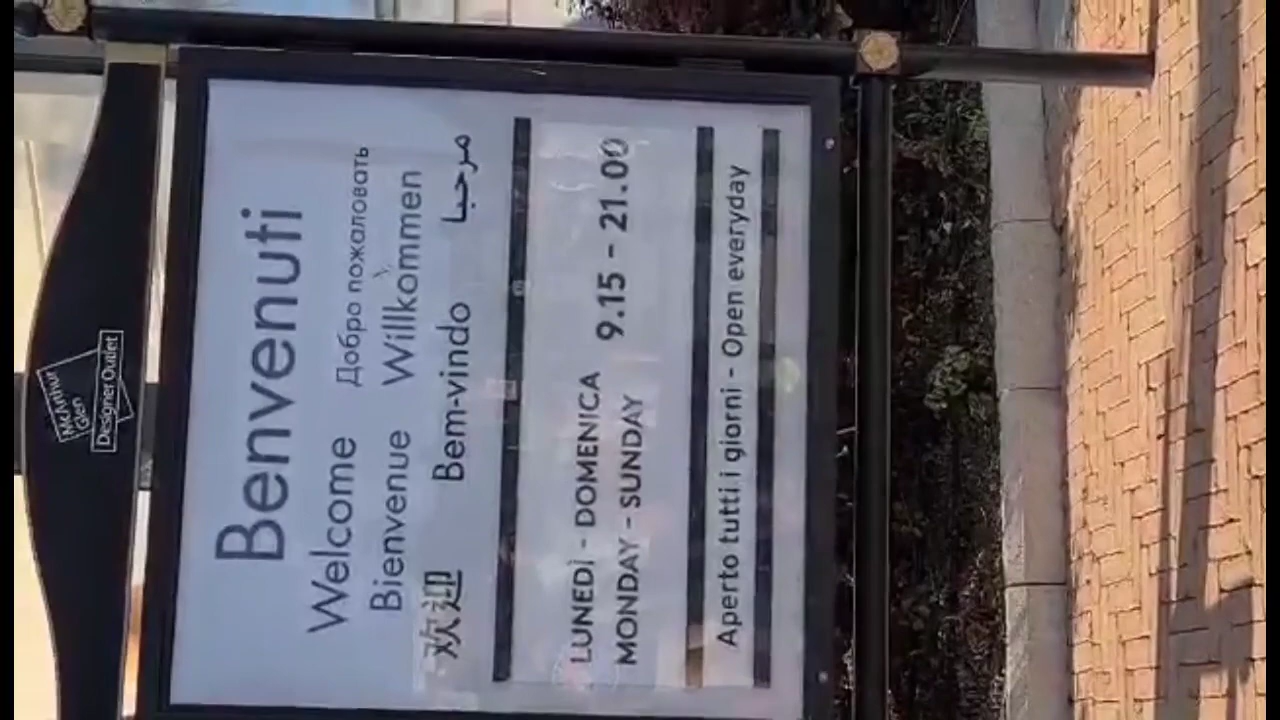 McArthur
Glen
Designer Outlet
Benvenuti
Welcome Добро пожаловать
Bienvenue Willkommen
欢迎 Bem-vindo مرحبا
LUNEDÌ - DOMENICA 9.15 - 21.00
MONDAY - SUNDAY
Aperto tutti i giorni - Open everyday